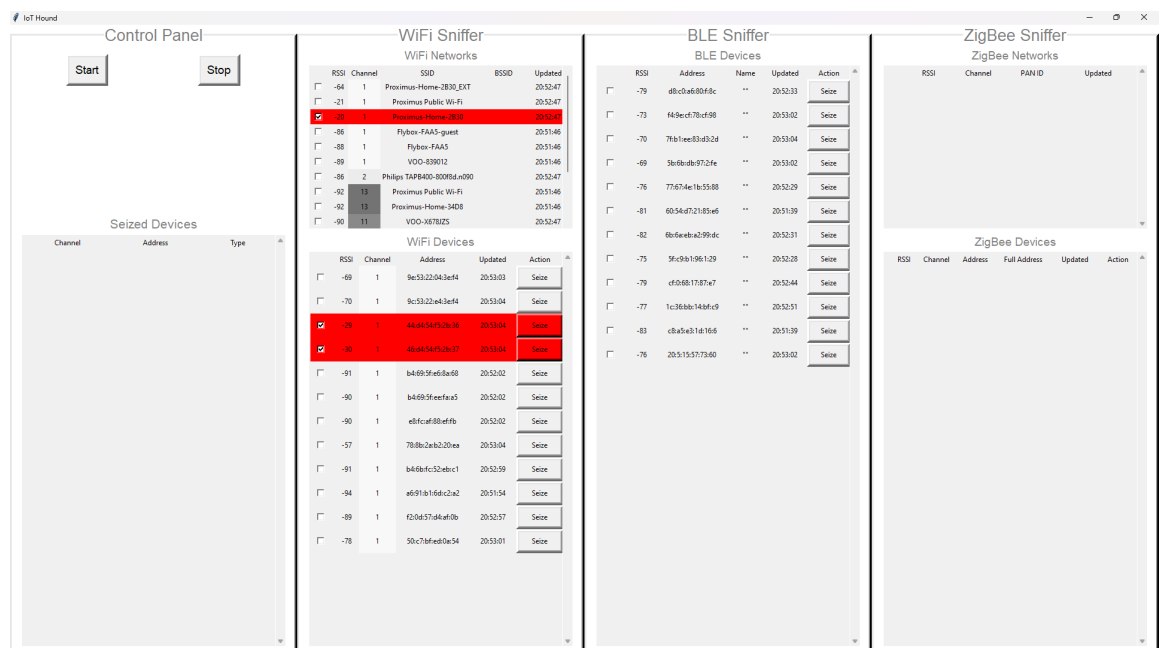 IoT Hound
Control Panel
Start
Stop
Seized Devices
Channel Address Type
WiFi Sniffer
WiFi Networks
RSSI Channel SSID BSSID Updated
-64 1 Proximus-Home-2B30_EXT 20:52:47
-21 1 Proximus Public Wi-Fi 20:52:47
-20 1 Proximus-Home-2B30 20:52:47
-86 1 Flybox-FAA5-guest 20:51:46
-88 1 Flybox-FAA5 20:51:46
-89 1 VOO-839012 20:51:46
-86 2 Philips TAPB400-800f8d.n090 20:52:47
-92 13 Proximus Public Wi-Fi 20:51:46
-92 13 Proximus-Home-34D8 20:51:46
-90 11 VOO-X678JZS 20:52:47
WiFi Devices
RSSI Channel Address Updated Action
-69 1 9e:53:22:04:3e:f4 20:53:03 Seize
-70 1 9c:53:22:e4:3e:f4 20:53:04 Seize
-29 1 44:d4:54:f5:2b:36 20:53:04 Seize
-30 1 46:d4:54:f5:2b:37 20:53:04 Seize
-91 1 b4:69:5f:e6:8a:68 20:52:02 Seize
-90 1 b4:69:5f:ee:fa:a5 20:52:02 Seize
-90 1 e8:fc:af:88:ef:fb 20:52:02 Seize
-57 1 78:8b:2a:b2:20:ea 20:53:04 Seize
-91 1 b4:6b:fc:52:eb:c1 20:52:59 Seize
-94 1 a6:91:b1:6d:c2:a2 20:51:54 Seize
-89 1 f2:0d:57:d4:af:0b 20:52:57 Seize
-78 1 50:c7:bf:ed:0a:54 20:53:01 Seize
BLE Sniffer
BLE Devices
RSSI Address Name Updated Action
-79 d8:c0:a6:80:f:8c "" 20:52:33 Seize
-73 f4:9e:cf:78:cf:98 "" 20:53:02 Seize
-70 7f:b1:ee:83:d3:2d "" 20:53:04 Seize
-69 5b:6b:db:97:2:fe "" 20:53:02 Seize
-76 77:67:4e:1b:55:88 "" 20:52:29 Seize
-81 60:54:d7:21:85:e6 "" 20:51:39 Seize
-82 6b:6a:eb:a2:99:dc "" 20:52:31 Seize
-75 5f:c9:b1:96:1:29 "" 20:52:28 Seize
-79 cf:0:68:17:87:e7 "" 20:52:44 Seize
-77 1c:36:bb:14:bf:c9 "" 20:52:51 Seize
-83 c8:a5:e3:1d:16:6 "" 20:51:39 Seize
-76 20:5:15:57:73:60 "" 20:53:02 Seize
ZigBee Sniffer
ZigBee Networks
RSSI Channel PAN ID Updated
ZigBee Devices
RSSI Channel Address Full Address Updated Action